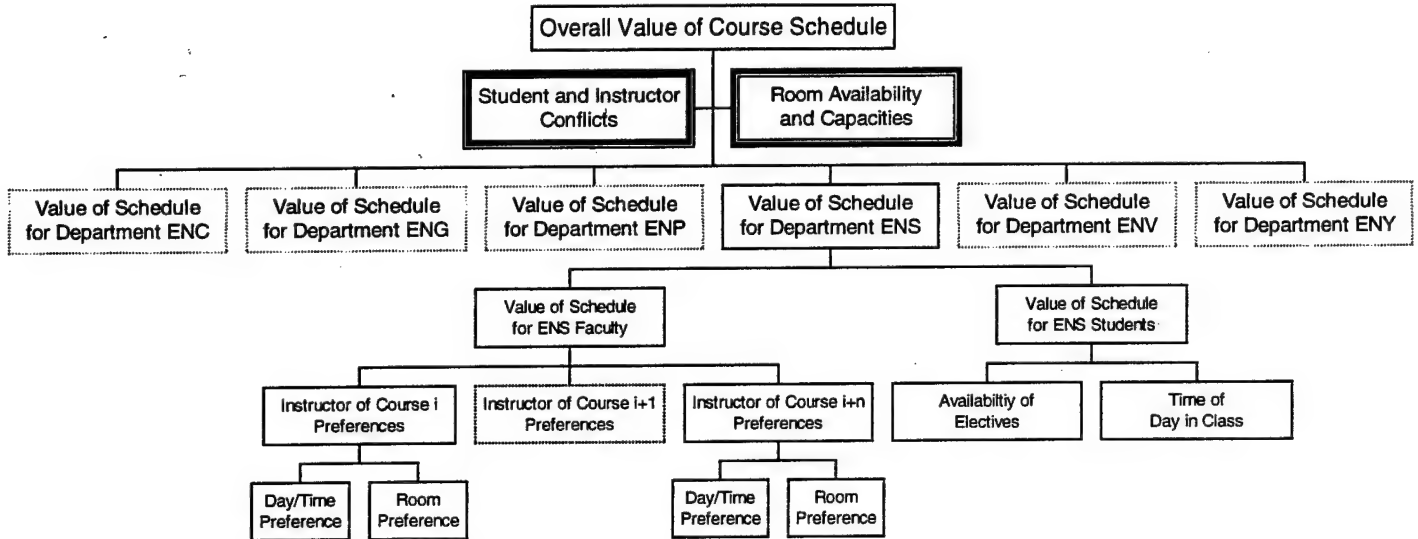 Overall Value of Course Schedule
Student and Instructor
Conflicts
Room Availability
and Capacities
Value of Schedule
for Department ENC
Value of Schedule
for Department ENG
Value of Schedule
for Department ENP
Value of Schedule
for Department ENS
Value of Schedule
for Department ENV
Value of Schedule
for Department ENY
Value of Schedule
for ENS Faculty
Value of Schedule
for ENS Students
Instructor of Course i
Preferences
Instructor of Course i+1
Preferences
Instructor of Course i+n
Preferences
Availabiltiy of
Electives
Time of
Day in Class
Day/Time
Preference
Room
Preference
Day/Time
Preference
Room
Preference